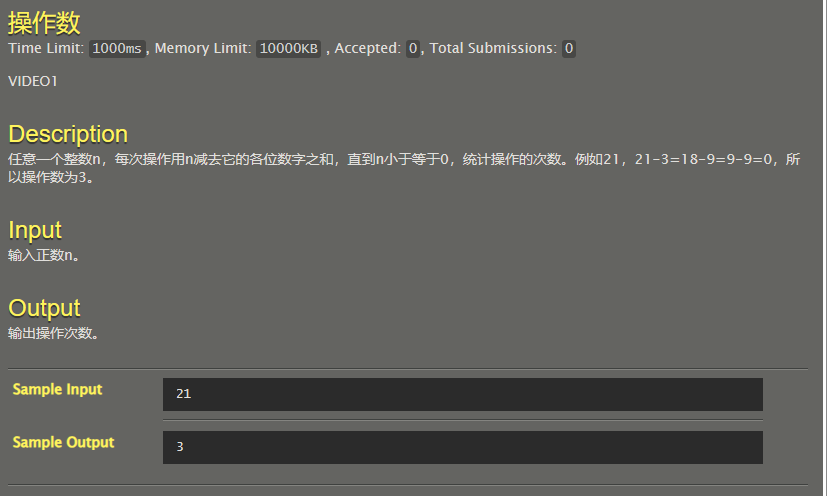 操作数
Time Limit: 1000ms, Memory Limit: 10000KB , Accepted: 0, Total Submissions: 0
VIDEO1
Description
任意一个整数n，每次操作用n减去它的各位数字之和，直到n小于等于0，统计操作的次数。例如21，21-3=18-9=9-9=0，所
以操作数为3。
Input
输入正数n。
Output
输出操作次数。
Sample Input
21
Sample Output
3